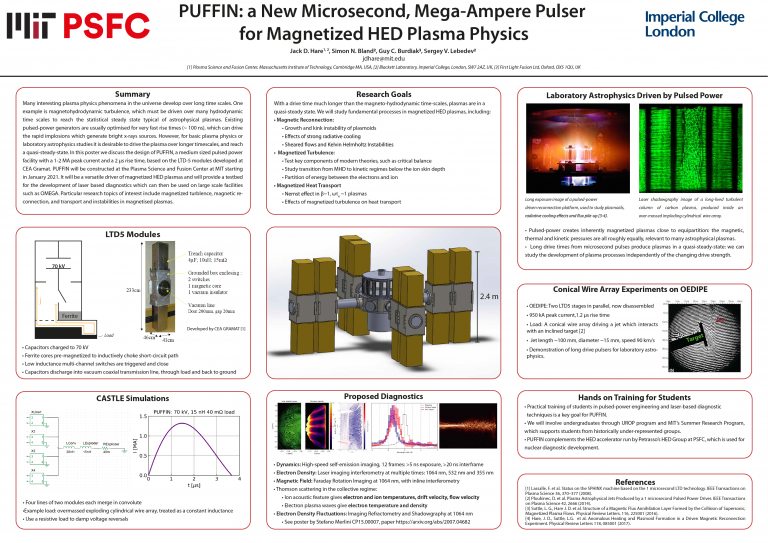 MIT PSFC
PUFFIN: a New Microsecond, Mega-Ampere Pulser
for Magnetized HED Plasma Physics
Imperial College
London
Jack D. Hare¹,², Simon N. Bland², Guy C. Burdiak³, Sergey V. Lebedev²
jdhare@mit.edu
[1] Plasma Science and Fusion Center, Massachusetts Institute of Technology, Cambridge MA, USA, [2] Blackett Laboratory, Imperial College, London, SW7 2AZ, UK, [3] First Light Fusion Ltd, Oxford, OX5 1QU, UK
Summary
Many interesting plasma physics phenomena in the universe develop over long time scales. One
example is magnetohydrodynamic turbulence, which must be driven over many hydrodynamic
time scales to reach the statistical steady state typical of astrophysical plasmas. Existing
pulsed-power generators are usually optimised for very fast rise times (~ 100 ns), which can drive
the rapid implosions which generate bright x-rays sources. However, for basic plasma physics or
laboratory astrophysics studies it is desirable to drive the plasma over longer timescales, and reach
a quasi-steady-state. In this poster we discuss the design of PUFFIN, a medium sized pulsed power
facility with a 1-2 MA peak current and a 2 μs rise time, based on the LTD-5 modules developed at
CEA Gramat. PUFFIN will be constructed at the Plasma Science and Fusion Center at MIT starting
in January 2021. It will be a versatile driver of magnetized HED plasmas and will provide a testbed
for the development of laser based diagnostics which can then be used on large scale facilities
such as OMEGA. Particular research topics of interest include magnetized turblence, magnetic re-
connection, and transport and instabilities in magnetised plasmas.
LTD5 Modules
70 kV
Ferrite
Load
233cm
46cm
41cm
Toroid capacitor
4μF, 10nH, 15mΩ
Grounded box enclosing :
2 switches
1 magnetic core
1 vacuum insulator
Vacuum line
Dout 200mm, gap 20mm
Developed by CEA GRAMAT [1]
• Capacitors charged to 70 kV
• Ferrite cores pre-magnetized to inductively choke short-circuit path
• Low inductance multi-channel switches are triggered and close
• Capacitors discharge into vacuum coaxial transmission line, through load and back to ground
CASTLE Simulations
X2
X3
X4
PUFFIN: 70 kV, 15 nH 40 mΩ load
I [MA]
1.5
1.0
0.5
0.0
0 1 2 3 4
t [μs]
• Four lines of two modules each merge in convolute
•Example load: overmassed exploding cylindrical wire array, treated as a constant inductance
• Use a resistive load to damp voltage reversals
Research Goals
With a drive time much longer than the magneto-hydrodynamic time-scales, plasmas are in a
quasi-steady state. We will study fundamental processes in magnetized HED plasmas, including:
• Magnetic Reconnection:
• Growth and kink instability of plasmoids
• Effects of strong radiative cooling
• Sheared flows and Kelvin Helmholtz Instabilities
• Magnetized Turbulence:
• Test key components of modern theories, such as critical balance
• Study transition from MHD to kinetic regimes below the ion skin depth
• Partition of energy between the electrons and ion
• Magnetized Heat Transport
• Nernst effect in β~1, ωτₑ ~1 plasmas
• Effects of magnetized turbulence on heat transport
2.4 m
Proposed Diagnostics
• Dynamics: High-speed self-emission imaging, 12 frames: >5 ns exposure, >20 ns interframe
• Electron Density: Laser imaging interferometry at multiple times: 1064 nm, 532 nm and 355 nm
• Magnetic Field: Faraday Rotation Imaging at 1064 nm, with inline interferometry
• Thomson scattering in the collective regime:
• Ion acoustic feature gives electron and ion temperatures, drift velocity, flow velocity
• Electron plasma waves give electron temperature and density
• Electron Density Fluctuations: Imaging Refractometry and Shadowgraphy at 1064 nm
• See poster by Stefano Merlini CP15.00007, paper https://arxiv.org/abs/2007.04682
Laboratory Astrophysics Driven by Pulsed Power
Long exposure image of a pulsed-power
driven reconnection platform, used to study plasmoids,
radiative cooling effects and flux pile-up [3-4].
Laser shadowgraphy image of a long-lived turbulent
column of carbon plasma, produced inside an
over-massed imploding cylindrical wire array.
• Pulsed-power creates inherently magnetized plasmas close to equipartition: the magnetic,
thermal and kinetic pressures are all roughly equally, relevant to many astrophysical plasmas.
• Long drive times from microsecond pulses produce plasmas in a quasi-steady-state: we can
study the development of plasma processes independently of the changing drive strength.
Conical Wire Array Experiments on OEDIPE
• OEDIPE: Two LTD5 stages in parallel, now disassembled
• 950 kA peak current,1.2 μs rise time
• Load: A conical wire array driving a jet which interacts
with an inclined target [2]
• Jet length ~100 mm, diameter ~15 mm, speed 90 km/s
• Demonstration of long drive pulses for laboratory astro-
physics.
Target
Hands on Training for Students
• Practical training of students in pulsed-power engineering and laser-based diagnostic
techniques is a key goal for PUFFIN.
• We will involve undergraduates through UROP program and MIT's Summer Research Program,
which supports students from historically under-represented groups.
• PUFFIN complements the HED accelerator run by Petrasso's HED Group at PSFC, which is used for
nuclear diagnostic development.
References
[1] Lassalle, F. et al. Status on the SPHINX machine based on the 1 microsecond LTD technology. IEEE Transactions on
Plasma Science 36, 370–377 (2008).
[2] Plouhinec, D. et al. Plasma Astrophysical Jets Produced by a 1 microsecond Pulsed Power Driver. IEEE Transactions
on Plasma Science 42, 2666 (2014).
[3] Suttle, L. G., Hare J. D. et al. Structure of a Magnetic Flux Annihilation Layer Formed by the Collision of Supersonic,
Magnetized Plasma Flows. Physical Review Letters 116, 225001 (2016).
[4] Hare, J. D., Suttle, L.G. et al. Anomalous Heating and Plasmoid Formation in a Driven Magnetic Reconnection
Experiment. Physical Review Letters 118, 085001 (2017).